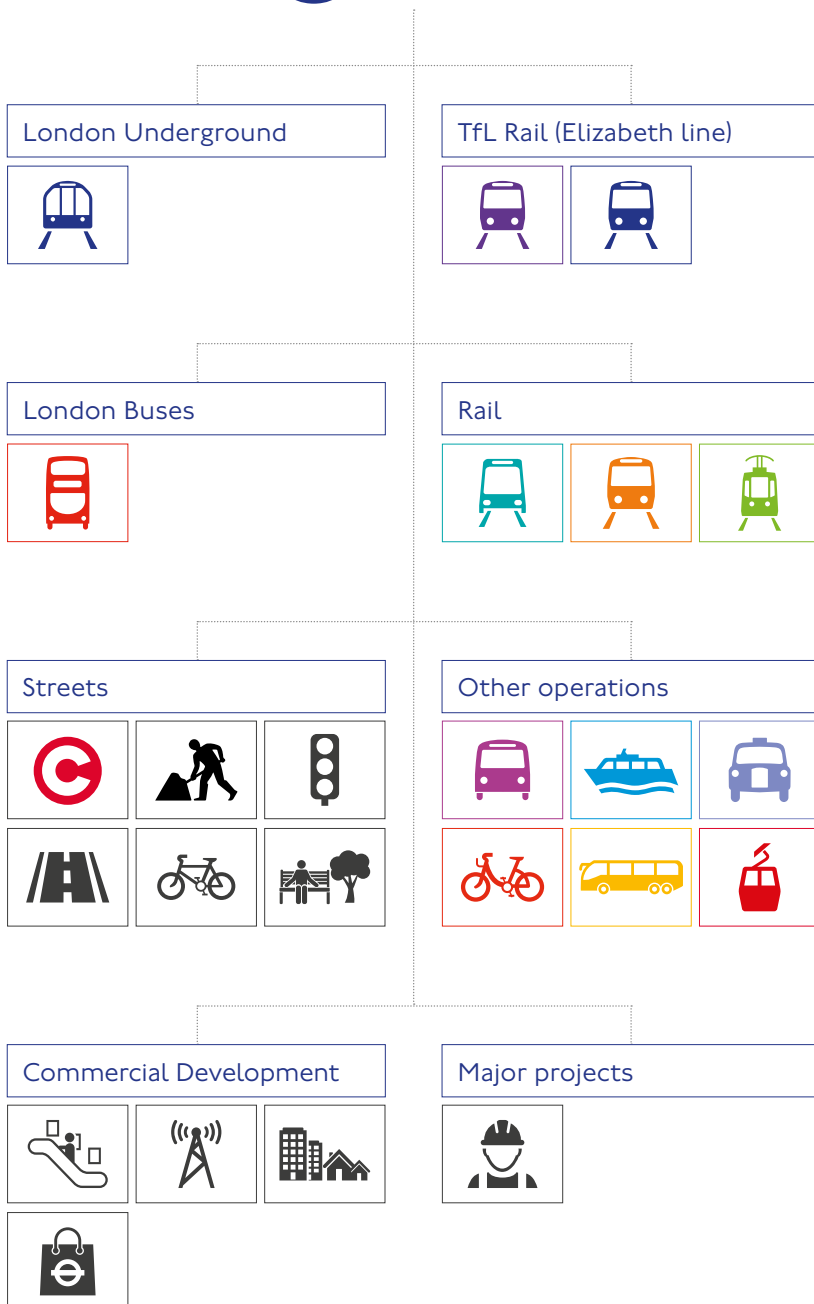 London Underground
TfL Rail (Elizabeth line)
London Buses
Rail
Streets
Other operations
Commercial Development
Major projects